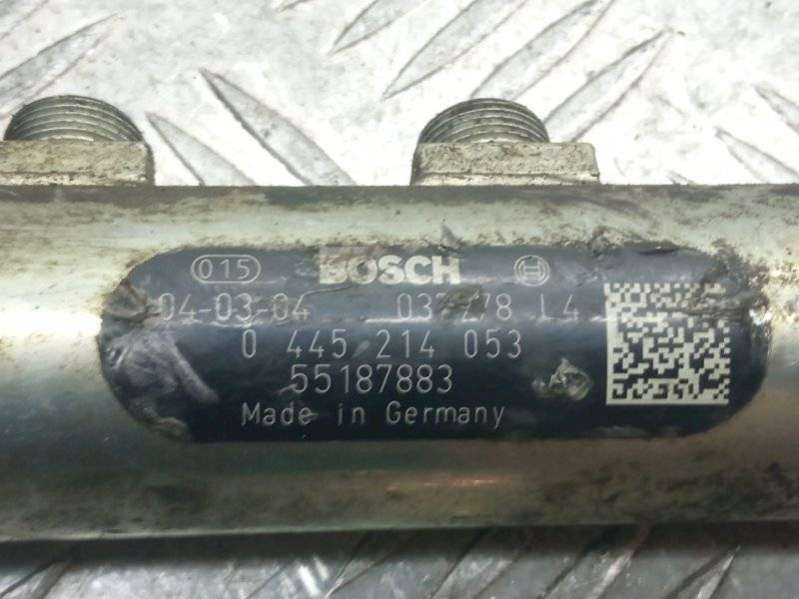 015 BOSCH
04-03-04 L4
0 445 214 053
55187883
Made in Germany